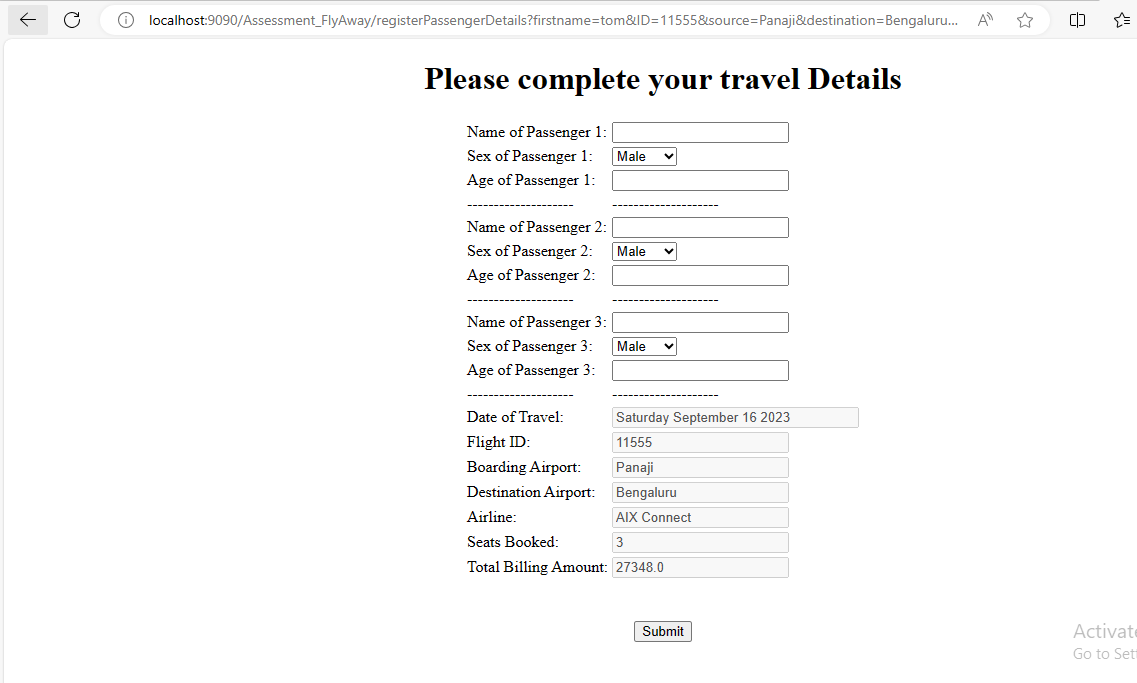 localhost:9090/Assessment_FlyAway/registerPassengerDetails?firstname=tom&ID=11555&source=Panaji&destination=Bengaluru...
Please complete your travel Details
Name of Passenger 1:
Sex of Passenger 1: Male
Age of Passenger 1:
-------------------- --------------------
Name of Passenger 2:
Sex of Passenger 2: Male
Age of Passenger 2:
-------------------- --------------------
Name of Passenger 3:
Sex of Passenger 3: Male
Age of Passenger 3:
-------------------- --------------------
Date of Travel: Saturday September 16 2023
Flight ID: 11555
Boarding Airport: Panaji
Destination Airport: Bengaluru
Airline: AIX Connect
Seats Booked: 3
Total Billing Amount: 27348.0
Submit
Activate
Go to Sett